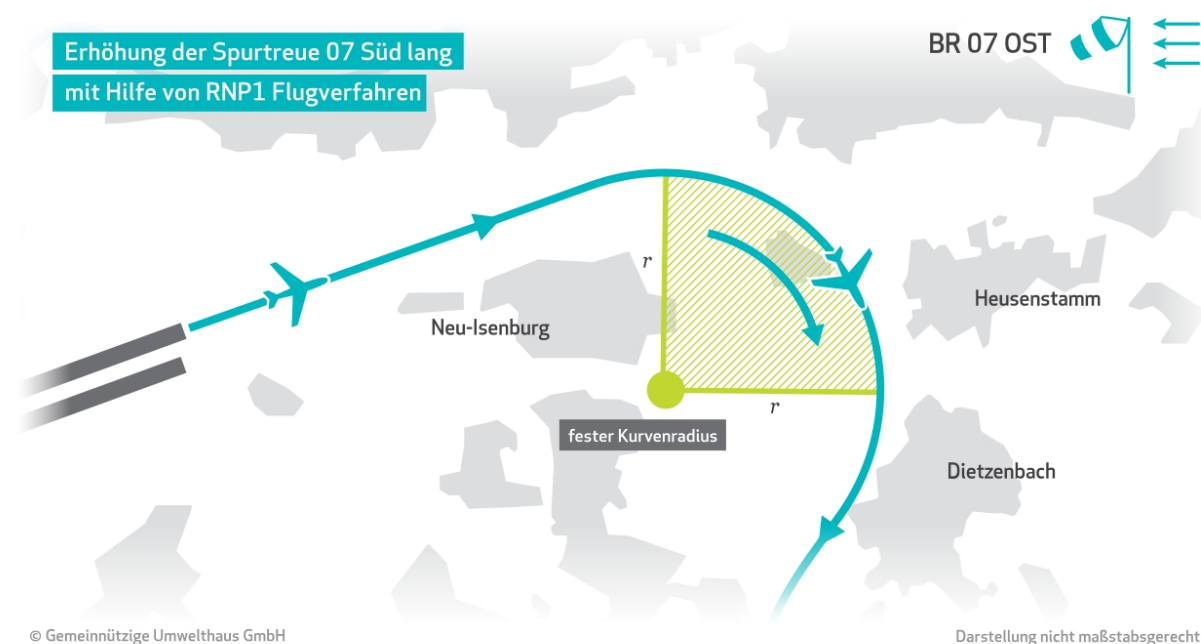 Erhöhung der Spurtreue 07 Süd lang
mit Hilfe von RNP1 Flugverfahren
BR 07 OST
r
Neu-Isenburg
Heusenstamm
r
fester Kurvenradius
Dietzenbach
© Gemeinnützige Umwelthaus GmbH
Darstellung nicht maßstabsgerecht